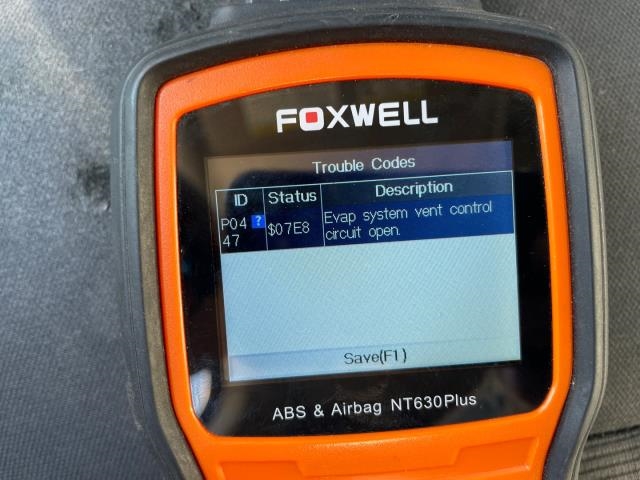 FOXWELL
Trouble Codes
ID Status Description
P04 ? $07E8 Evap system vent control
47 circuit open.
Save(F1)
ABS & Airbag NT630Plus